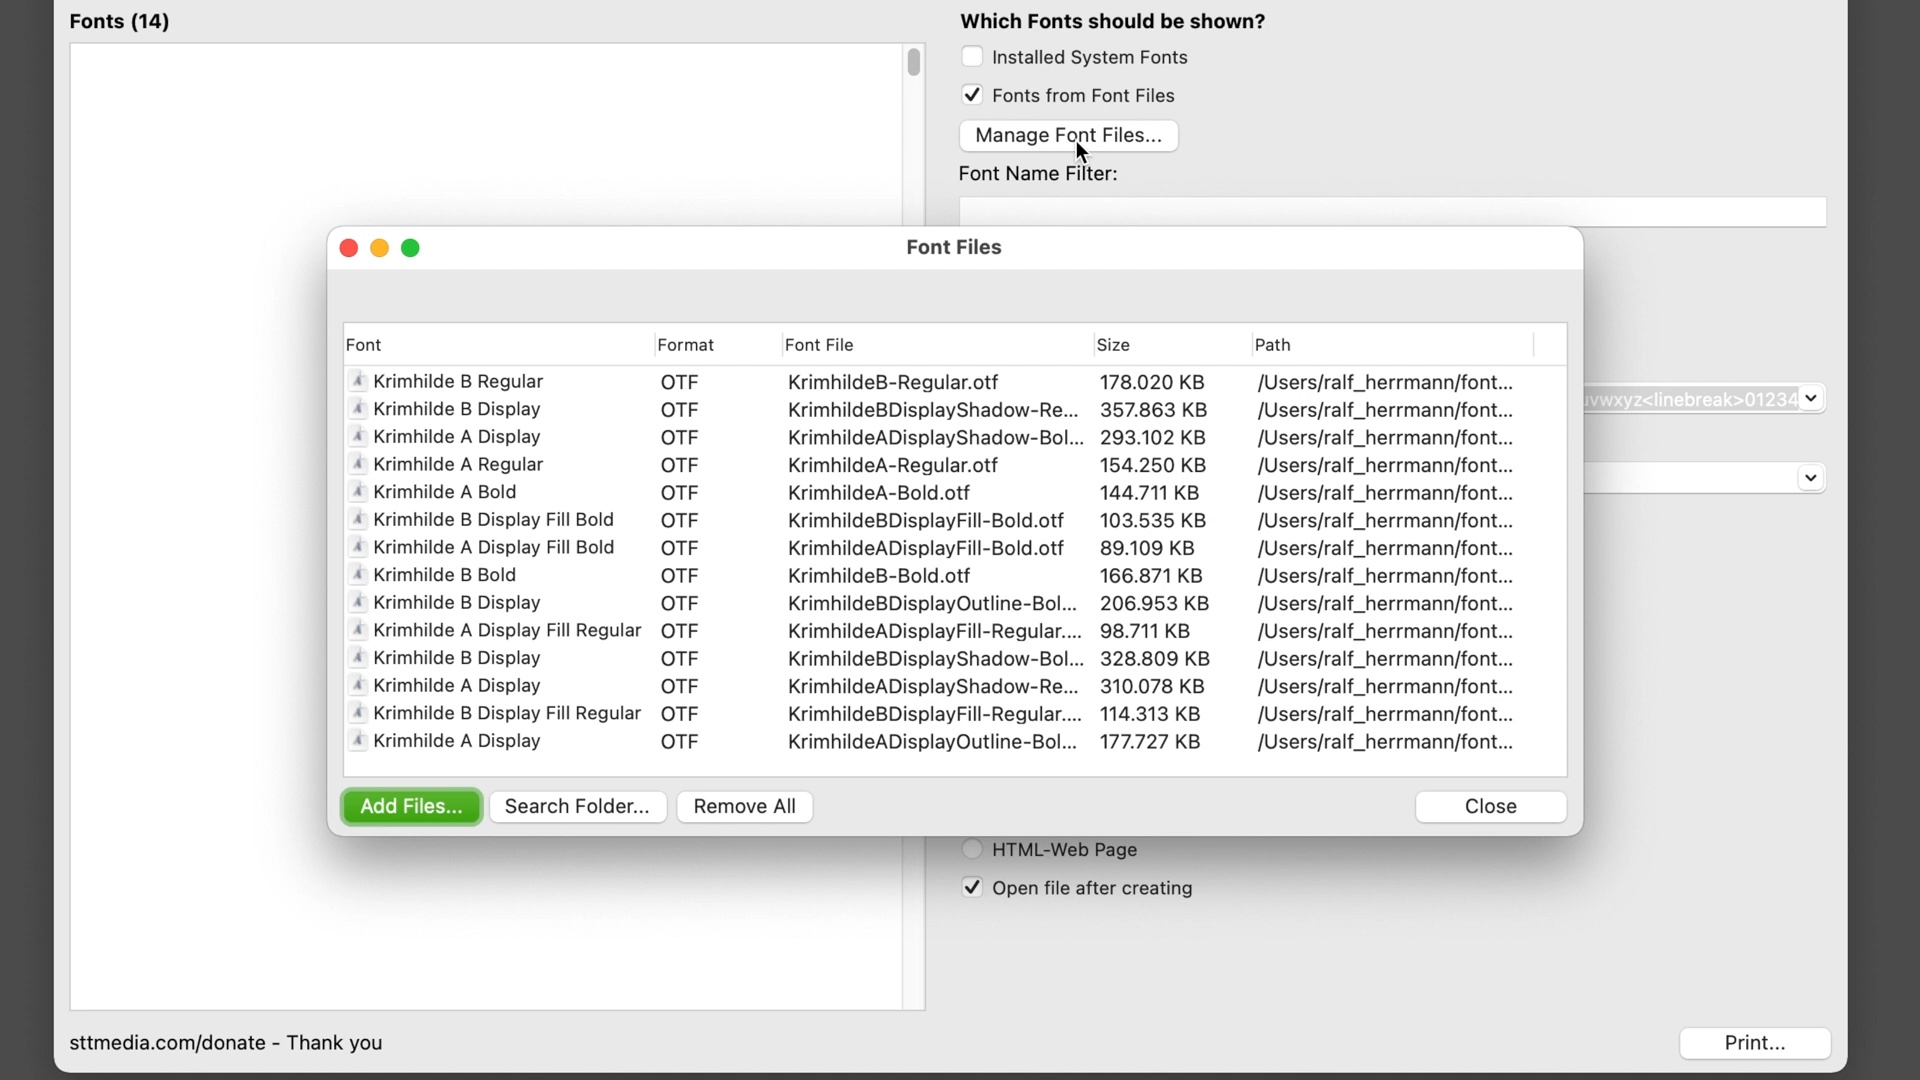 Fonts (14)
Which Fonts should be shown?
Installed System Fonts
Fonts from Font Files
Manage Font Files...
Font Name Filter:
Font Files
Font Format Font File Size Path
Krimhilde B Regular OTF KrimhildeB-Regular.otf 178.020 KB /Users/ralf_herrmann/font...
Krimhilde B Display OTF KrimhildeBDisplayShadow-Re... 357.863 KB /Users/ralf_herrmann/font...
Krimhilde A Display OTF KrimhildeADisplayShadow-Bol... 293.102 KB /Users/ralf_herrmann/font...
Krimhilde A Regular OTF KrimhildeA-Regular.otf 154.250 KB /Users/ralf_herrmann/font...
Krimhilde A Bold OTF KrimhildeA-Bold.otf 144.711 KB /Users/ralf_herrmann/font...
Krimhilde B Display Fill Bold OTF KrimhildeBDisplayFill-Bold.otf 103.535 KB /Users/ralf_herrmann/font...
Krimhilde A Display Fill Bold OTF KrimhildeADisplayFill-Bold.otf 89.109 KB /Users/ralf_herrmann/font...
Krimhilde B Bold OTF KrimhildeB-Bold.otf 166.871 KB /Users/ralf_herrmann/font...
Krimhilde B Display OTF KrimhildeBDisplayOutline-Bol... 206.953 KB /Users/ralf_herrmann/font...
Krimhilde A Display Fill Regular OTF KrimhildeADisplayFill-Regular.... 98.711 KB /Users/ralf_herrmann/font...
Krimhilde B Display OTF KrimhildeBDisplayShadow-Bol... 328.809 KB /Users/ralf_herrmann/font...
Krimhilde A Display OTF KrimhildeADisplayShadow-Re... 310.078 KB /Users/ralf_herrmann/font...
Krimhilde B Display Fill Regular OTF KrimhildeBDisplayFill-Regular.... 114.313 KB /Users/ralf_herrmann/font...
Krimhilde A Display OTF KrimhildeADisplayOutline-Bol... 177.727 KB /Users/ralf_herrmann/font...
vwxyz<linebreak>01234
Add Files... Search Folder... Remove All Close
HTML-Web Page
Open file after creating
sttmedia.com/donate - Thank you
Print...